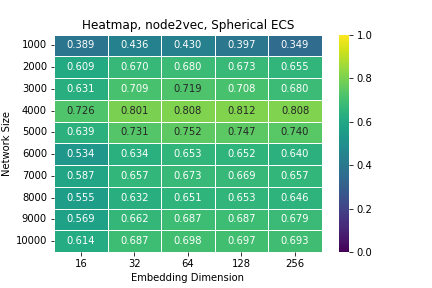 Heatmap, node2vec, Spherical ECS
Network Size
1000 0.389 0.436 0.430 0.397 0.349
2000 0.609 0.670 0.680 0.673 0.655
3000 0.631 0.709 0.719 0.708 0.680
4000 0.726 0.801 0.808 0.812 0.808
5000 0.639 0.731 0.752 0.747 0.740
6000 0.534 0.634 0.653 0.652 0.640
7000 0.587 0.657 0.673 0.669 0.657
8000 0.555 0.632 0.651 0.653 0.646
9000 0.569 0.662 0.687 0.687 0.679
10000 0.614 0.687 0.698 0.697 0.693
16 32 64 128 256
Embedding Dimension
1.0
0.8
0.6
0.4
0.2
0.0